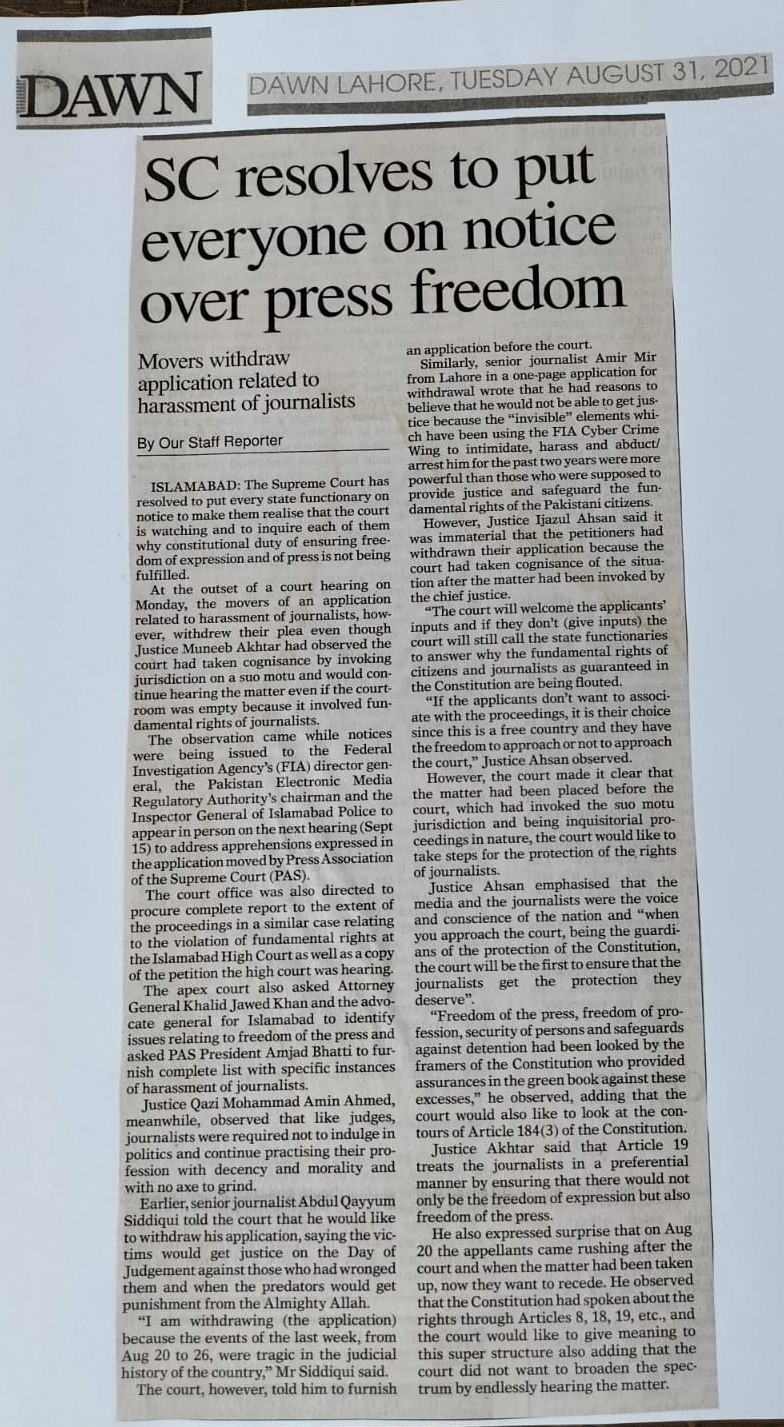 DAWN
DAWN LAHORE, TUESDAY AUGUST 31, 2021
SC resolves to put
everyone on notice
over press freedom
Movers withdraw
application related to
harassment of journalists
By Our Staff Reporter
ISLAMABAD: The Supreme Court has
resolved to put every state functionary on
notice to make them realise that the court
is watching and to inquire each of them
why constitutional duty of ensuring free-
dom of expression and of press is not being
fulfilled.
At the outset of a court hearing on
Monday, the movers of an application
related to harassment of journalists, how-
ever, withdrew their plea even though
Justice Muneeb Akhtar had observed the
court had taken cognisance by invoking
jurisdiction on a suo motu and would con-
tinue hearing the matter even if the court-
room was empty because it involved fun-
damental rights of journalists.
The observation came while notices
were being issued to the Federal
Investigation Agency's (FIA) director gen-
eral, the Pakistan Electronic Media
Regulatory Authority's chairman and the
Inspector General of Islamabad Police to
appear in person on the next hearing (Sept
15) to address apprehensions expressed in
the application moved by Press Association
of the Supreme Court (PAS).
The court office was also directed to
procure complete report to the extent of
the proceedings in a similar case relating
to the violation of fundamental rights at
the Islamabad High Court as well as a copy
of the petition the high court was hearing.
The apex court also asked Attorney
General Khalid Jawed Khan and the advo-
cate general for Islamabad to identify
issues relating to freedom of the press and
asked PAS President Amjad Bhatti to fur-
nish complete list with specific instances
of harassment of journalists.
Justice Qazi Mohammad Amin Ahmed,
meanwhile, observed that like judges,
journalists were required not to indulge in
politics and continue practising their pro-
fession with decency and morality and
with no axe to grind.
Earlier, senior journalist Abdul Qayyum
Siddiqui told the court that he would like
to withdraw his application, saying the vic-
tims would get justice on the Day of
Judgement against those who had wronged
them and when the predators would get
punishment from the Almighty Allah.
"I am withdrawing (the application)
because the events of the last week, from
Aug 20 to 26, were tragic in the judicial
history of the country," Mr Siddiqui said.
The court, however, told him to furnish
an application before the court.
Similarly, senior journalist Amir Mir
from Lahore in a one-page application for
withdrawal wrote that he had reasons to
believe that he would not be able to get jus-
tice because the "invisible" elements whi-
ch have been using the FIA Cyber Crime
Wing to intimidate, harass and abduct/
arrest him for the past two years were more
powerful than those who were supposed to
provide justice and safeguard the fun-
damental rights of the Pakistani citizens.
However, Justice Ijazul Ahsan said it
was immaterial that the petitioners had
withdrawn their application because the
court had taken cognisance of the situa-
tion after the matter had been invoked by
the chief justice.
"The court will welcome the applicants'
inputs and if they don't (give inputs) the
court will still call the state functionaries
to answer why the fundamental rights of
citizens and journalists as guaranteed in
the Constitution are being flouted.
"If the applicants don't want to associ-
ate with the proceedings, it is their choice
since this is a free country and they have
the freedom to approach or not to approach
the court," Justice Ahsan observed.
However, the court made it clear that
the matter had been placed before the
court, which had invoked the suo motu
jurisdiction and being inquisitorial pro-
ceedings in nature, the court would like to
take steps for the protection of the rights
of journalists.
Justice Ahsan emphasised that the
media and the journalists were the voice
and conscience of the nation and "when
you approach the court, being the guardi-
ans of the protection of the Constitution,
the court will be the first to ensure that the
journalists get the protection they
deserve".
"Freedom of the press, freedom of pro-
fession, security of persons and safeguards
against detention had been looked by the
framers of the Constitution who provided
assurances in the green book against these
excesses," he observed, adding that the
court would also like to look at the con-
tours of Article 184(3) of the Constitution.
Justice Akhtar said that Article 19
treats the journalists in a preferential
manner by ensuring that there would not
only be the freedom of expression but also
freedom of the press.
He also expressed surprise that on Aug
20 the appellants came rushing after the
court and when the matter had been taken
up, now they want to recede. He observed
that the Constitution had spoken about the
rights through Articles 8, 18, 19, etc., and
the court would like to give meaning to
this super structure also adding that the
court did not want to broaden the spec-
trum by endlessly hearing the matter.